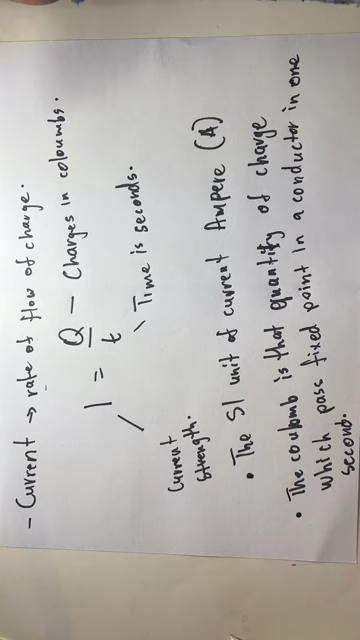 - Current → rate of flow of charge.
I = Q/t
Q - Charges in coloumbs.
Time is seconds.
Current strength.
• The SI unit of current Ampere (A)
• The coulomb is that quantity of charge
which pass fixed point in a conductor in one
second.